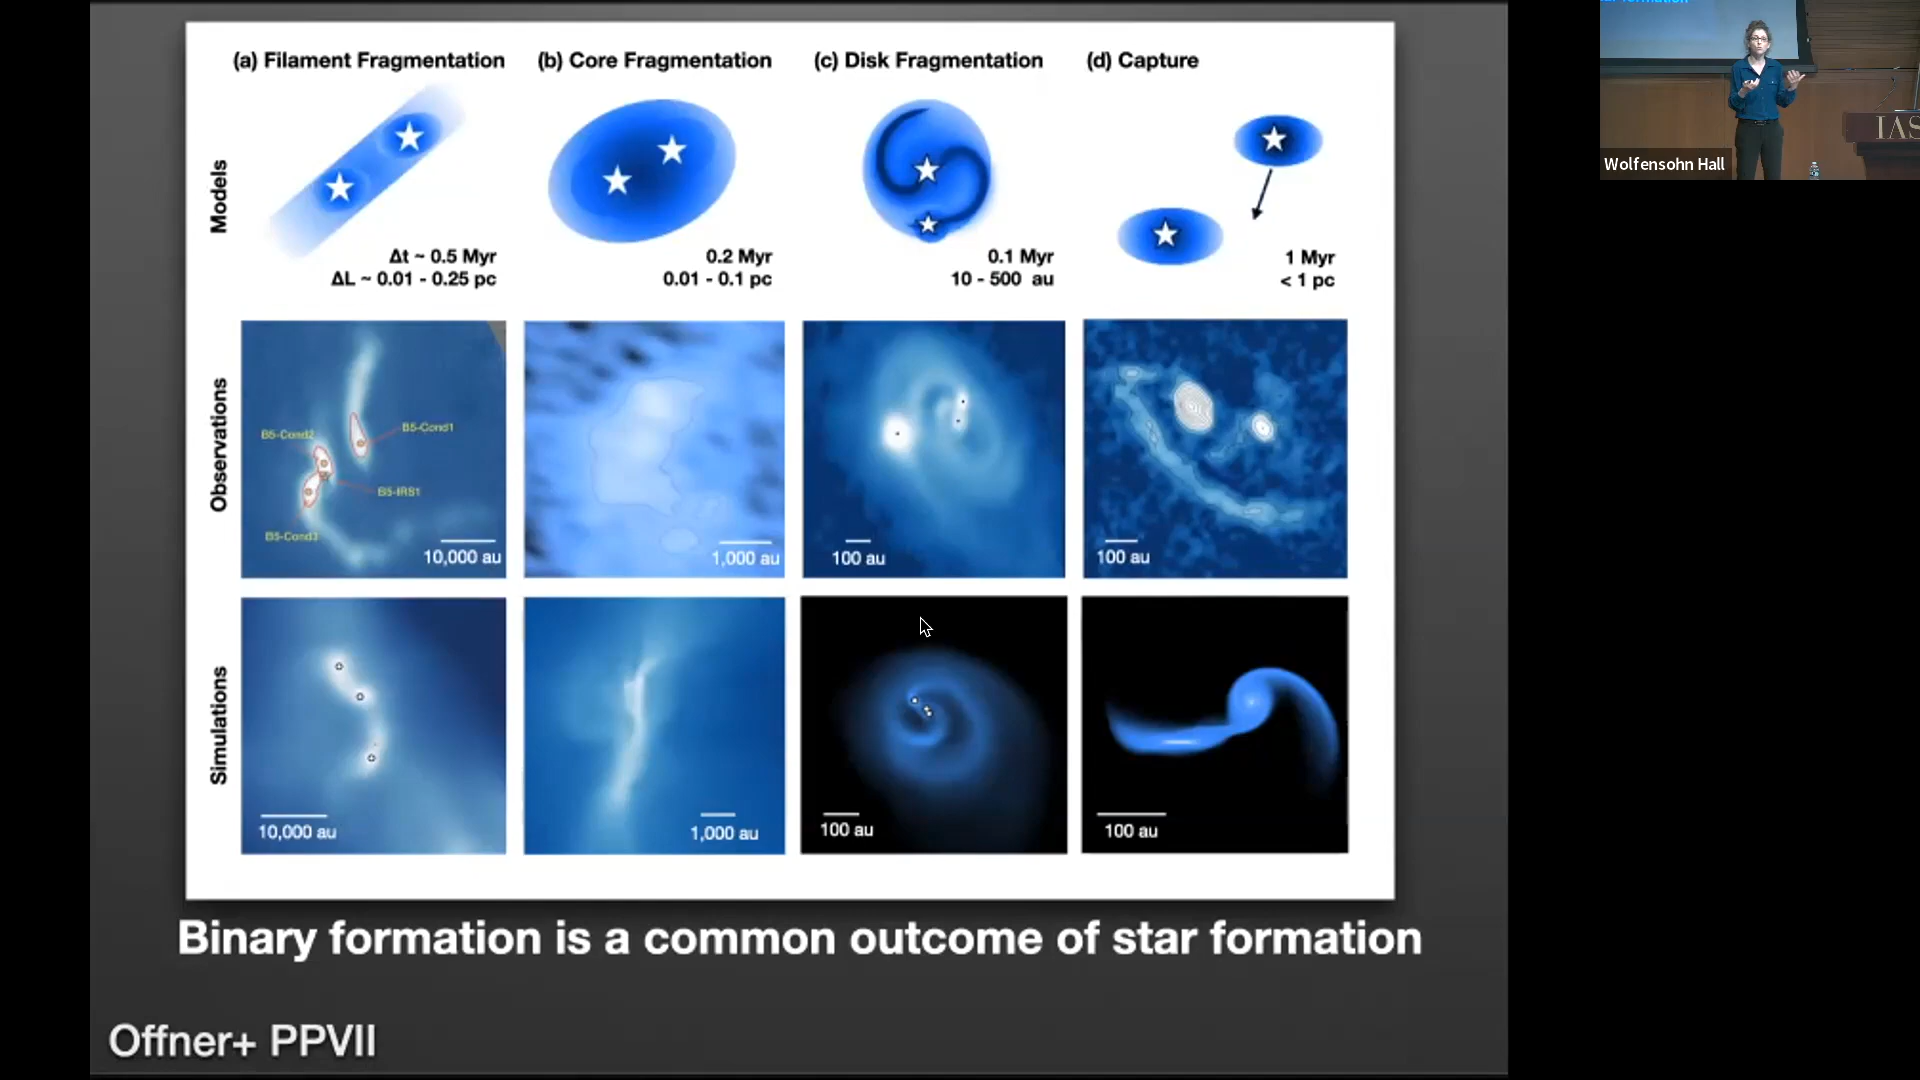 (a) Filament Fragmentation
(b) Core Fragmentation
(c) Disk Fragmentation
(d) Capture
Models
Δt ~ 0.5 Myr
ΔL ~ 0.01 - 0.25 pc
0.2 Myr
0.01 - 0.1 pc
0.1 Myr
10 - 500 au
1 Myr
< 1 pc
Observations
B5-Cond2
B5-Cond1
B5-IRS1
B5-Cond3
10,000 au
1,000 au
100 au
100 au
Simulations
10,000 au
1,000 au
100 au
100 au
Binary formation is a common outcome of star formation
Offner+ PPVII
star formation
IAS
Wolfensohn Hall